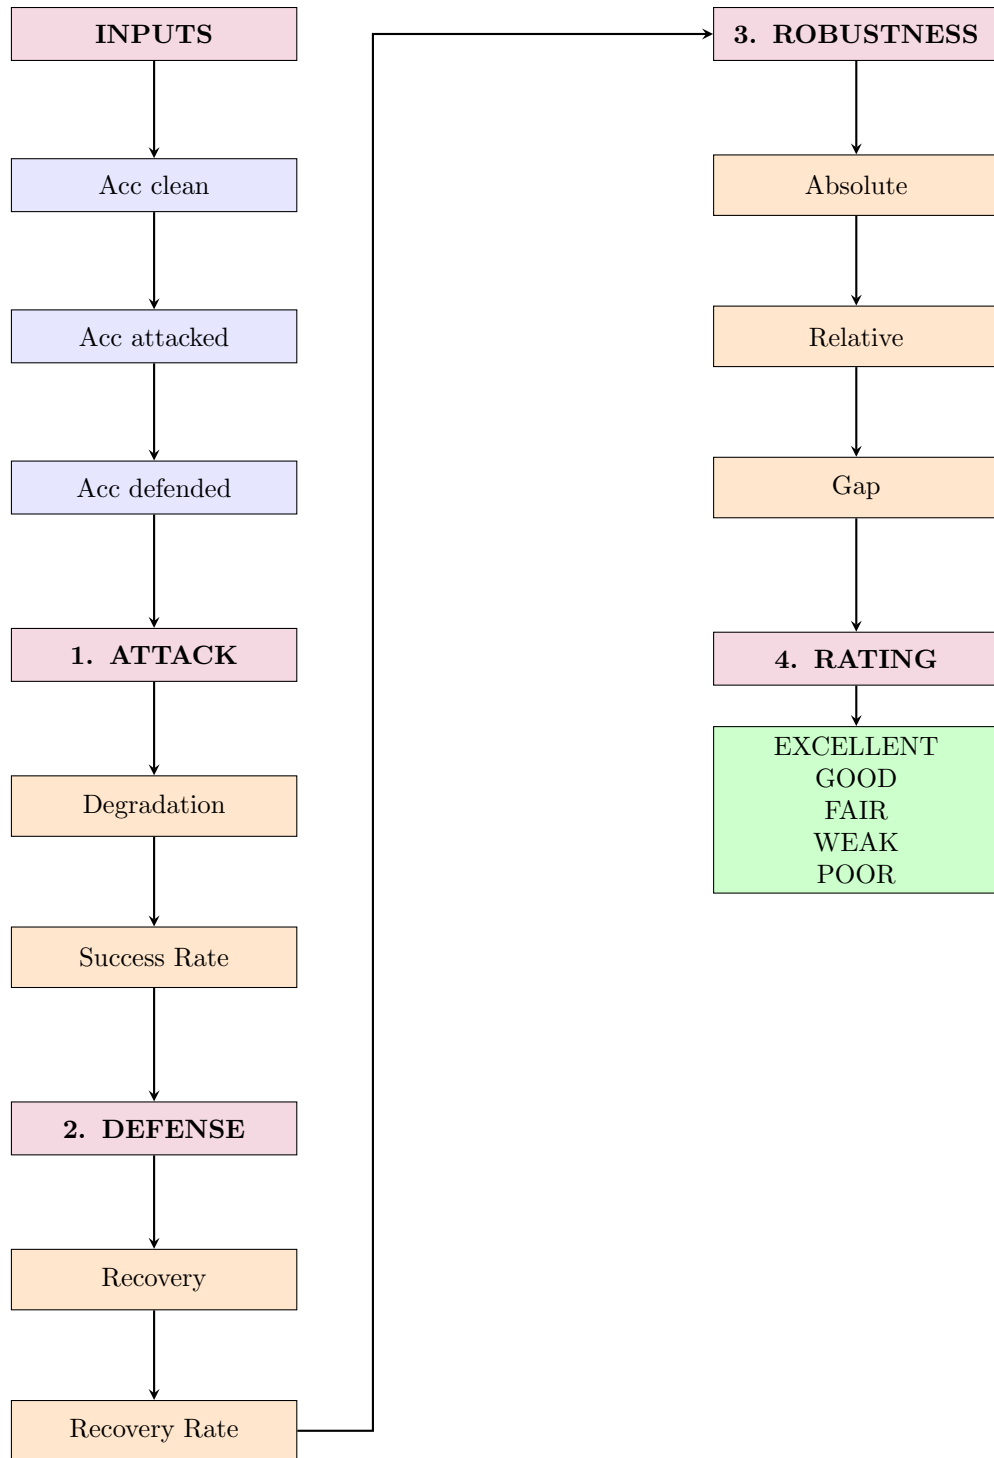 INPUTS
Acc clean
Acc attacked
Acc defended
1. ATTACK
Degradation
Success Rate
2. DEFENSE
Recovery
Recovery Rate
3. ROBUSTNESS
Absolute
Relative
Gap
4. RATING
EXCELLENT
GOOD
FAIR
WEAK
POOR